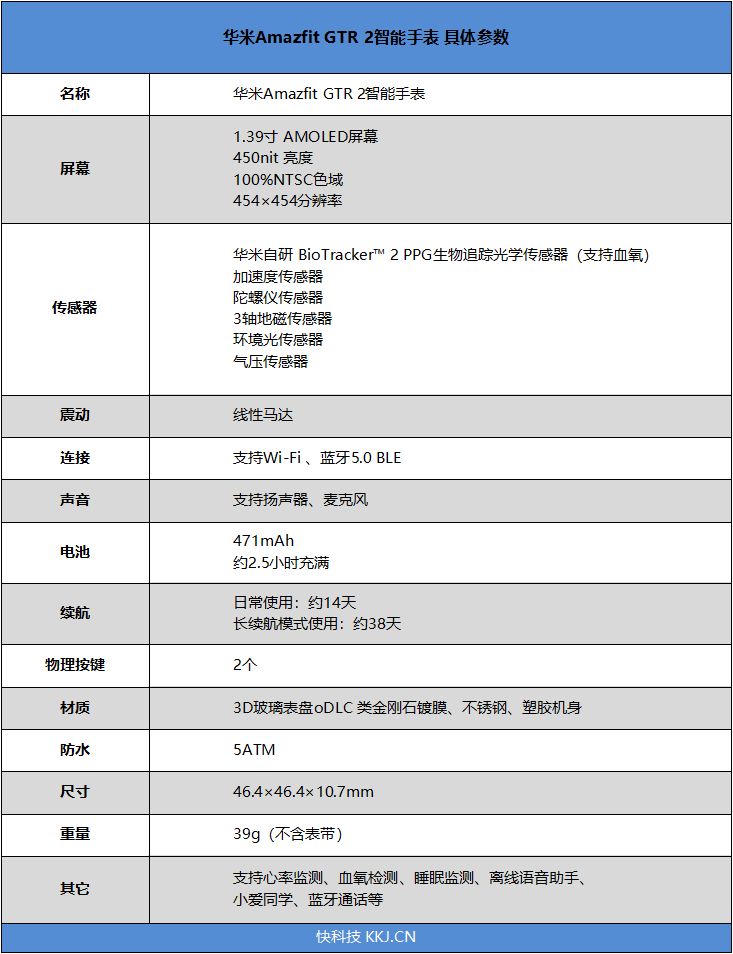 华米Amazfit GTR 2智能手表 具体参数
名称
华米Amazfit GTR 2智能手表
屏幕
1.39寸 AMOLED屏幕
450nit 亮度
100%NTSC色域
454×454分辨率
传感器
华米自研 BioTracker™ 2 PPG生物追踪光学传感器（支持血氧）
加速度传感器
陀螺仪传感器
3轴地磁传感器
环境光传感器
气压传感器
震动
线性马达
连接
支持Wi-Fi 、蓝牙5.0 BLE
声音
支持扬声器、麦克风
电池
471mAh
约2.5小时充满
续航
日常使用：约14天
长续航模式使用：约38天
物理按键
2个
材质
3D玻璃表盘oDLC 类金刚石镀膜、不锈钢、塑胶机身
防水
5ATM
尺寸
46.4×46.4×10.7mm
重量
39g（不含表带）
其它
支持心率监测、血氧检测、睡眠监测、离线语音助手、
小爱同学、蓝牙通话等
快科技 KKJ.CN